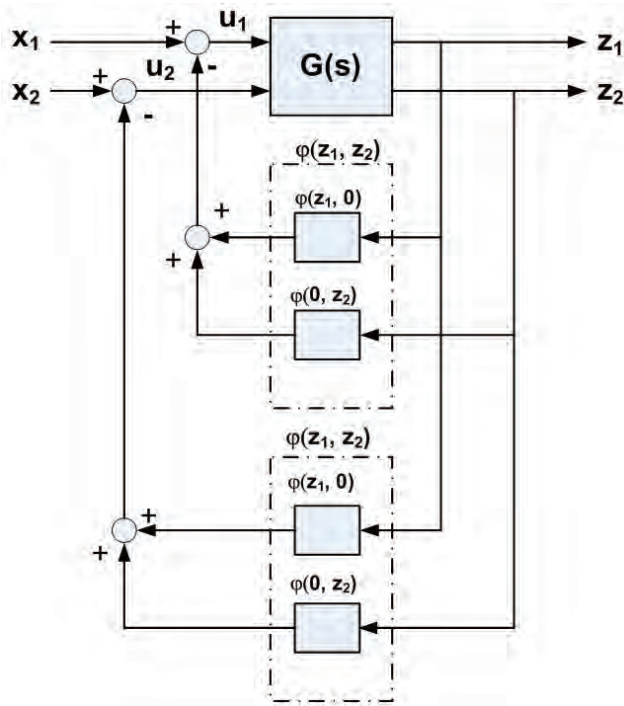 x₁ + u₁ G(s) z₁
x₂ + u₂ - z₂
-
φ(z₁, z₂)
φ(z₁, 0)
+
+
φ(0, z₂)
φ(z₁, z₂)
φ(z₁, 0)
+
+
φ(0, z₂)